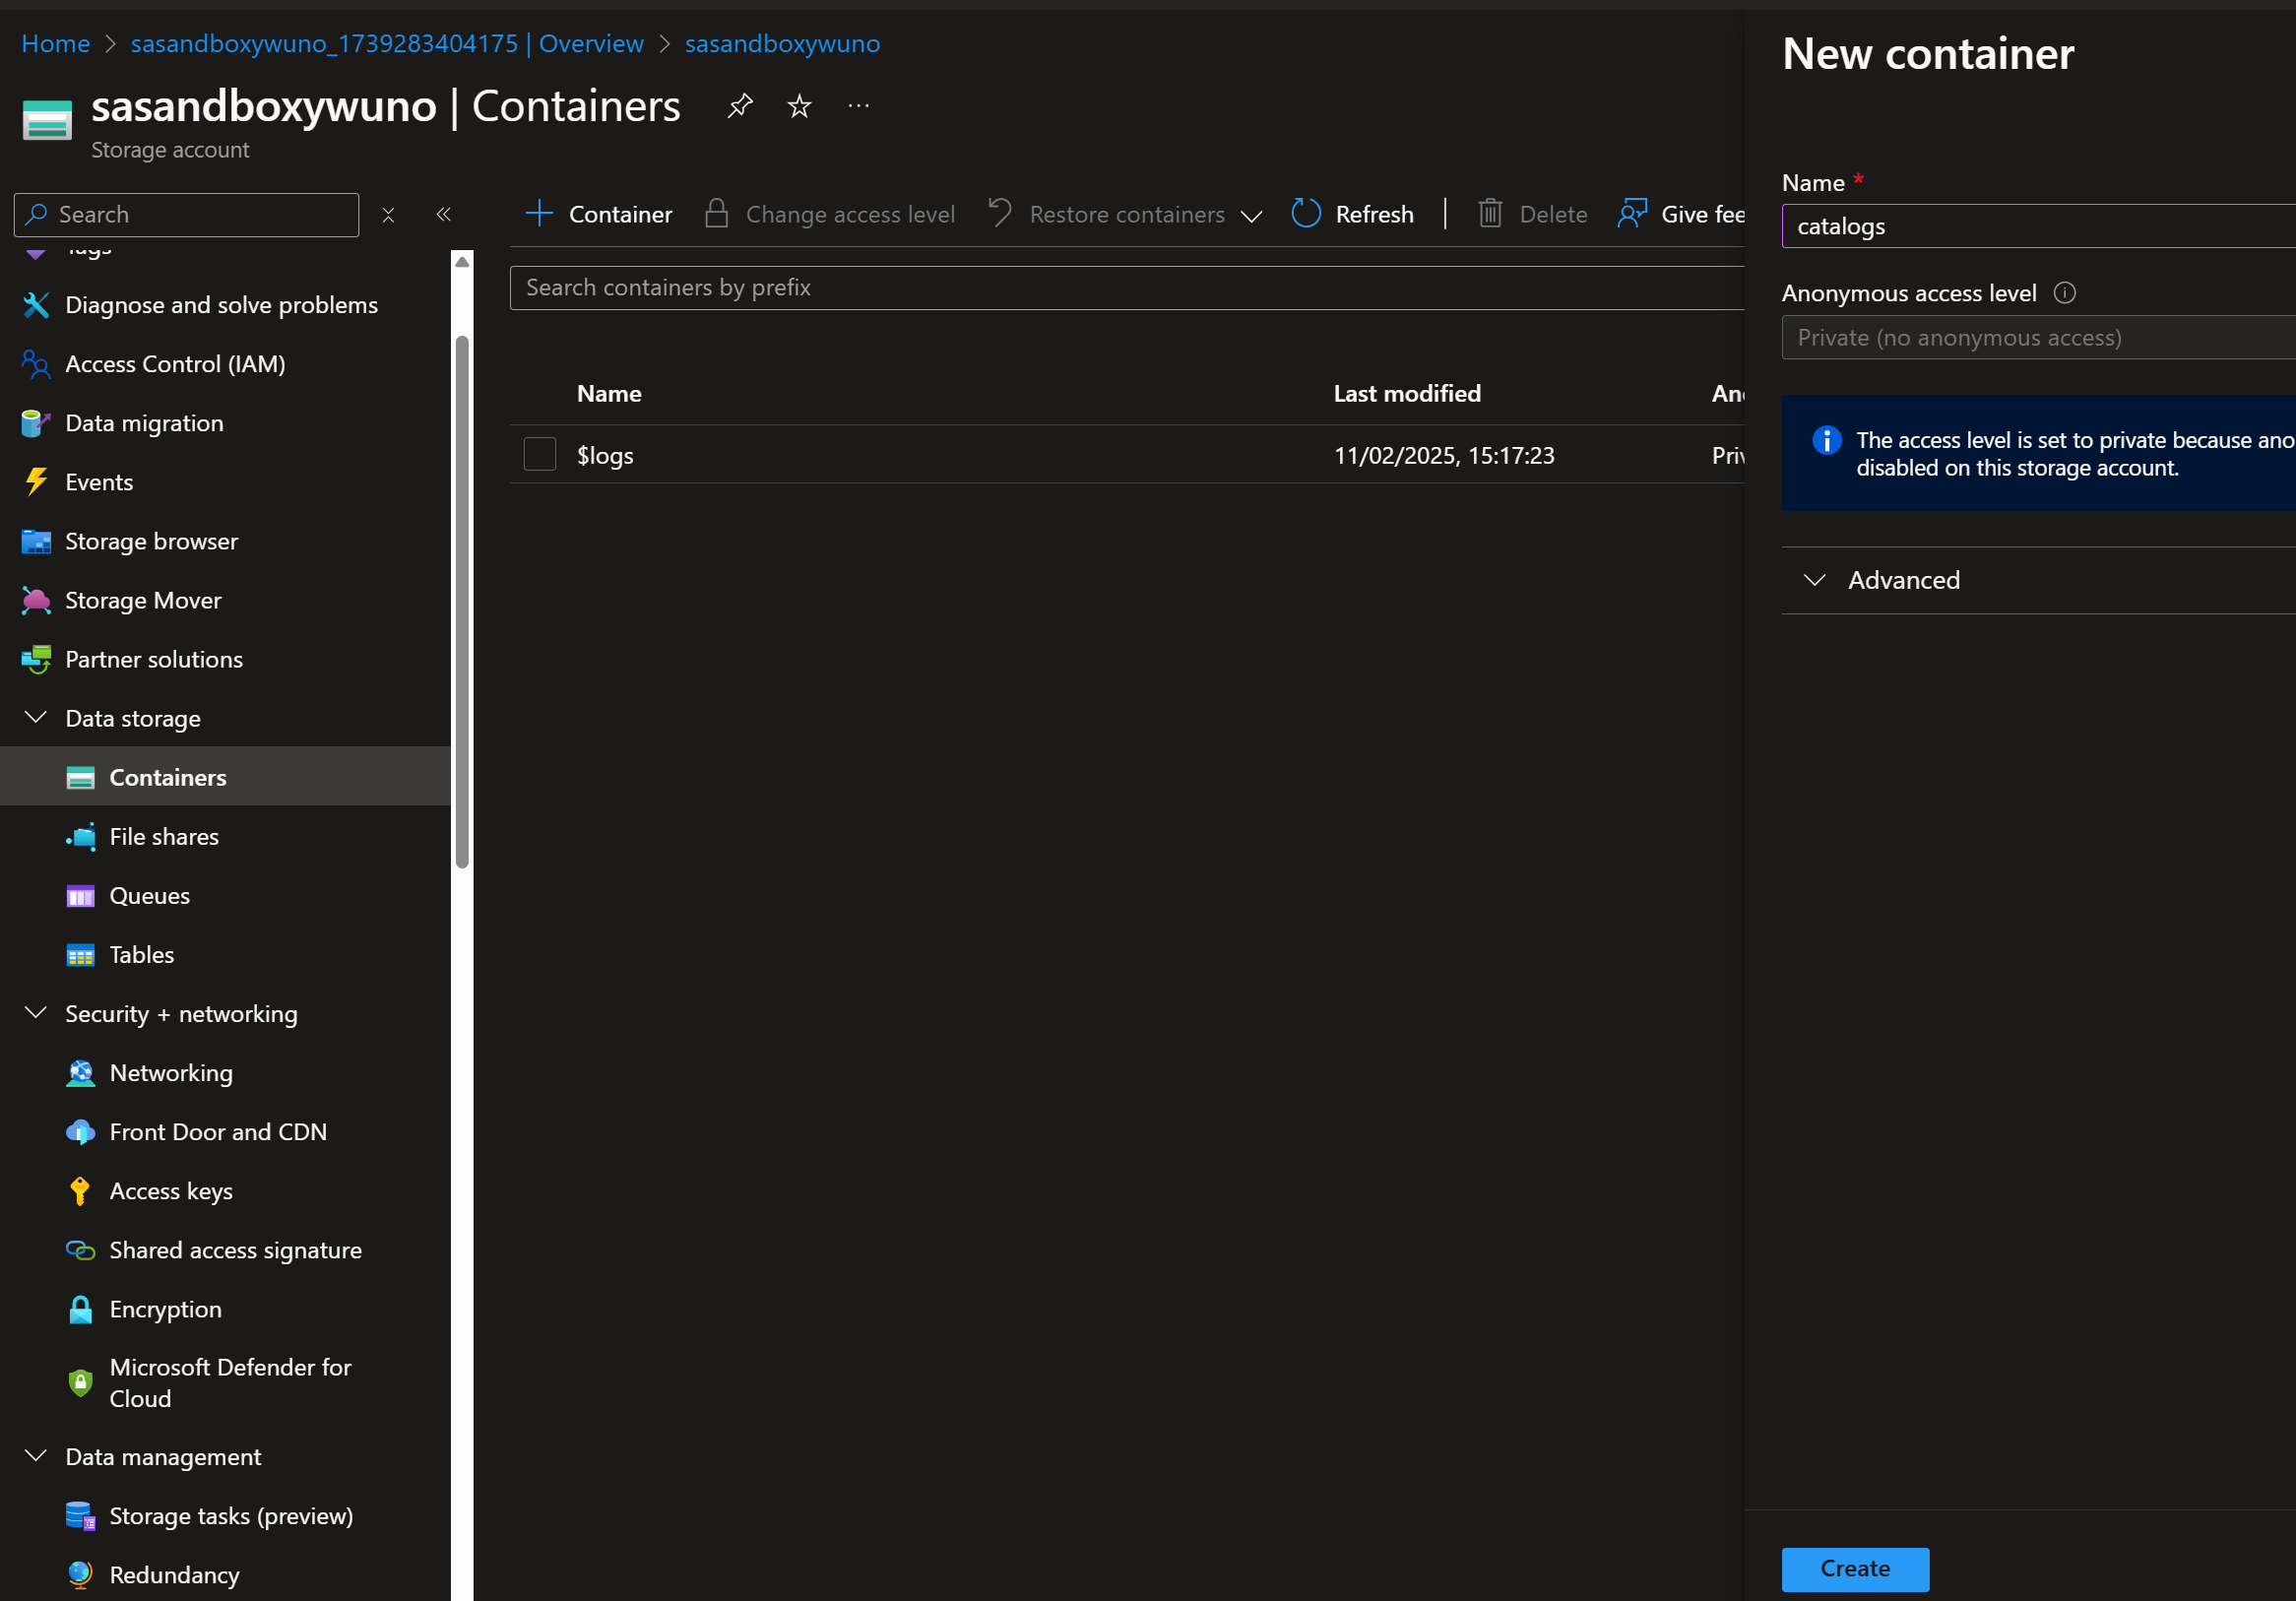 Home > sasandboxywuno_1739283404175 | Overview > sasandboxywuno
sasandboxywuno | Containers
Storage account
Search
Tags
Diagnose and solve problems
Access Control (IAM)
Data migration
Events
Storage browser
Storage Mover
Partner solutions
Data storage
Containers
File shares
Queues
Tables
Security + networking
Networking
Front Door and CDN
Access keys
Shared access signature
Encryption
Microsoft Defender for
Cloud
Data management
Storage tasks (preview)
Redundancy
Container Change access level Restore containers Refresh Delete Give fee
Search containers by prefix
Name Last modified
$logs 11/02/2025, 15:17:23
New container
Name *
catalogs
Anonymous access level
Private (no anonymous access)
The access level is set to private because ano
disabled on this storage account.
Advanced
Create